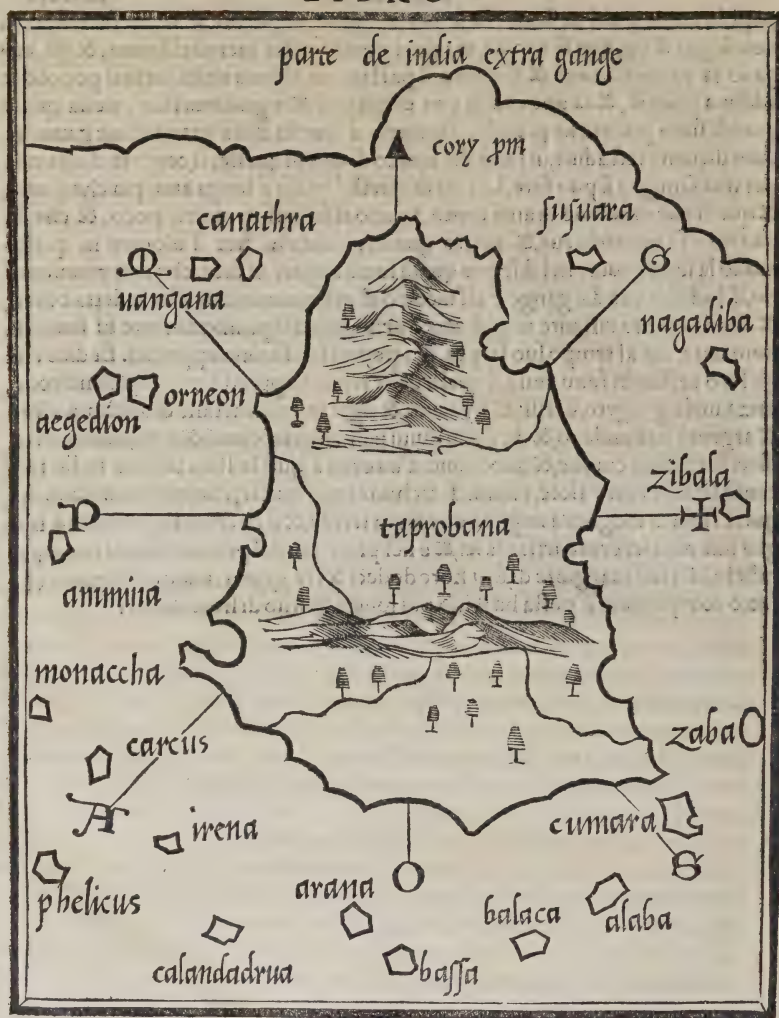 parte de india extra gange
cory pm
canathra
susuara
M
G
uangana
nagadiba
orneon
aegedion
zibala
P
taprobana
ammina
monaccha
zaba
carcus
A
irena
cumara
S
phelicus
arana
O
balaca
alaba
bassa
calandadrua